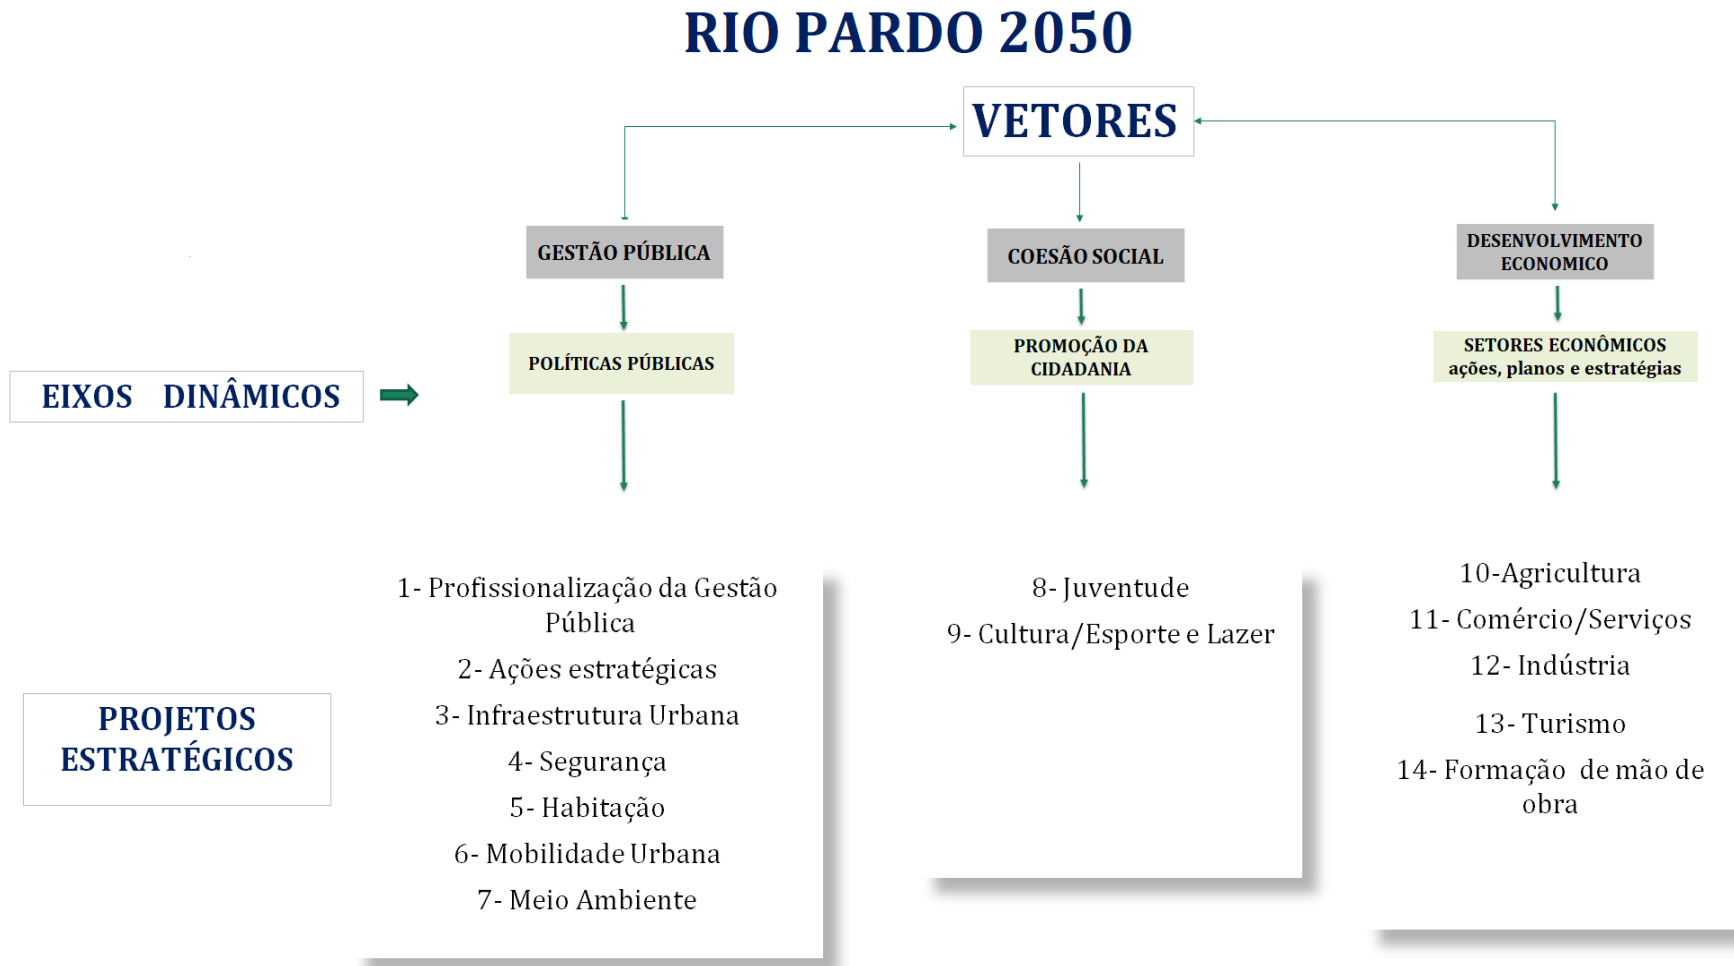 RIO PARDO 2050
VETORES
GESTÃO PÚBLICA
COESÃO SOCIAL
DESENVOLVIMENTO
ECONOMICO
POLÍTICAS PÚBLICAS
PROMOÇÃO DA
CIDADANIA
SETORES ECONÔMICOS
ações, planos e estratégias
EIXOS DINÂMICOS
PROJETOS
ESTRATÉGICOS
1- Profissionalização da Gestão
Pública
2- Ações estratégicas
3- Infraestrutura Urbana
4- Segurança
5- Habitação
6- Mobilidade Urbana
7- Meio Ambiente
8- Juventude
9- Cultura/Esporte e Lazer
10-Agricultura
11- Comércio/Serviços
12- Indústria
13- Turismo
14- Formação de mão de
obra